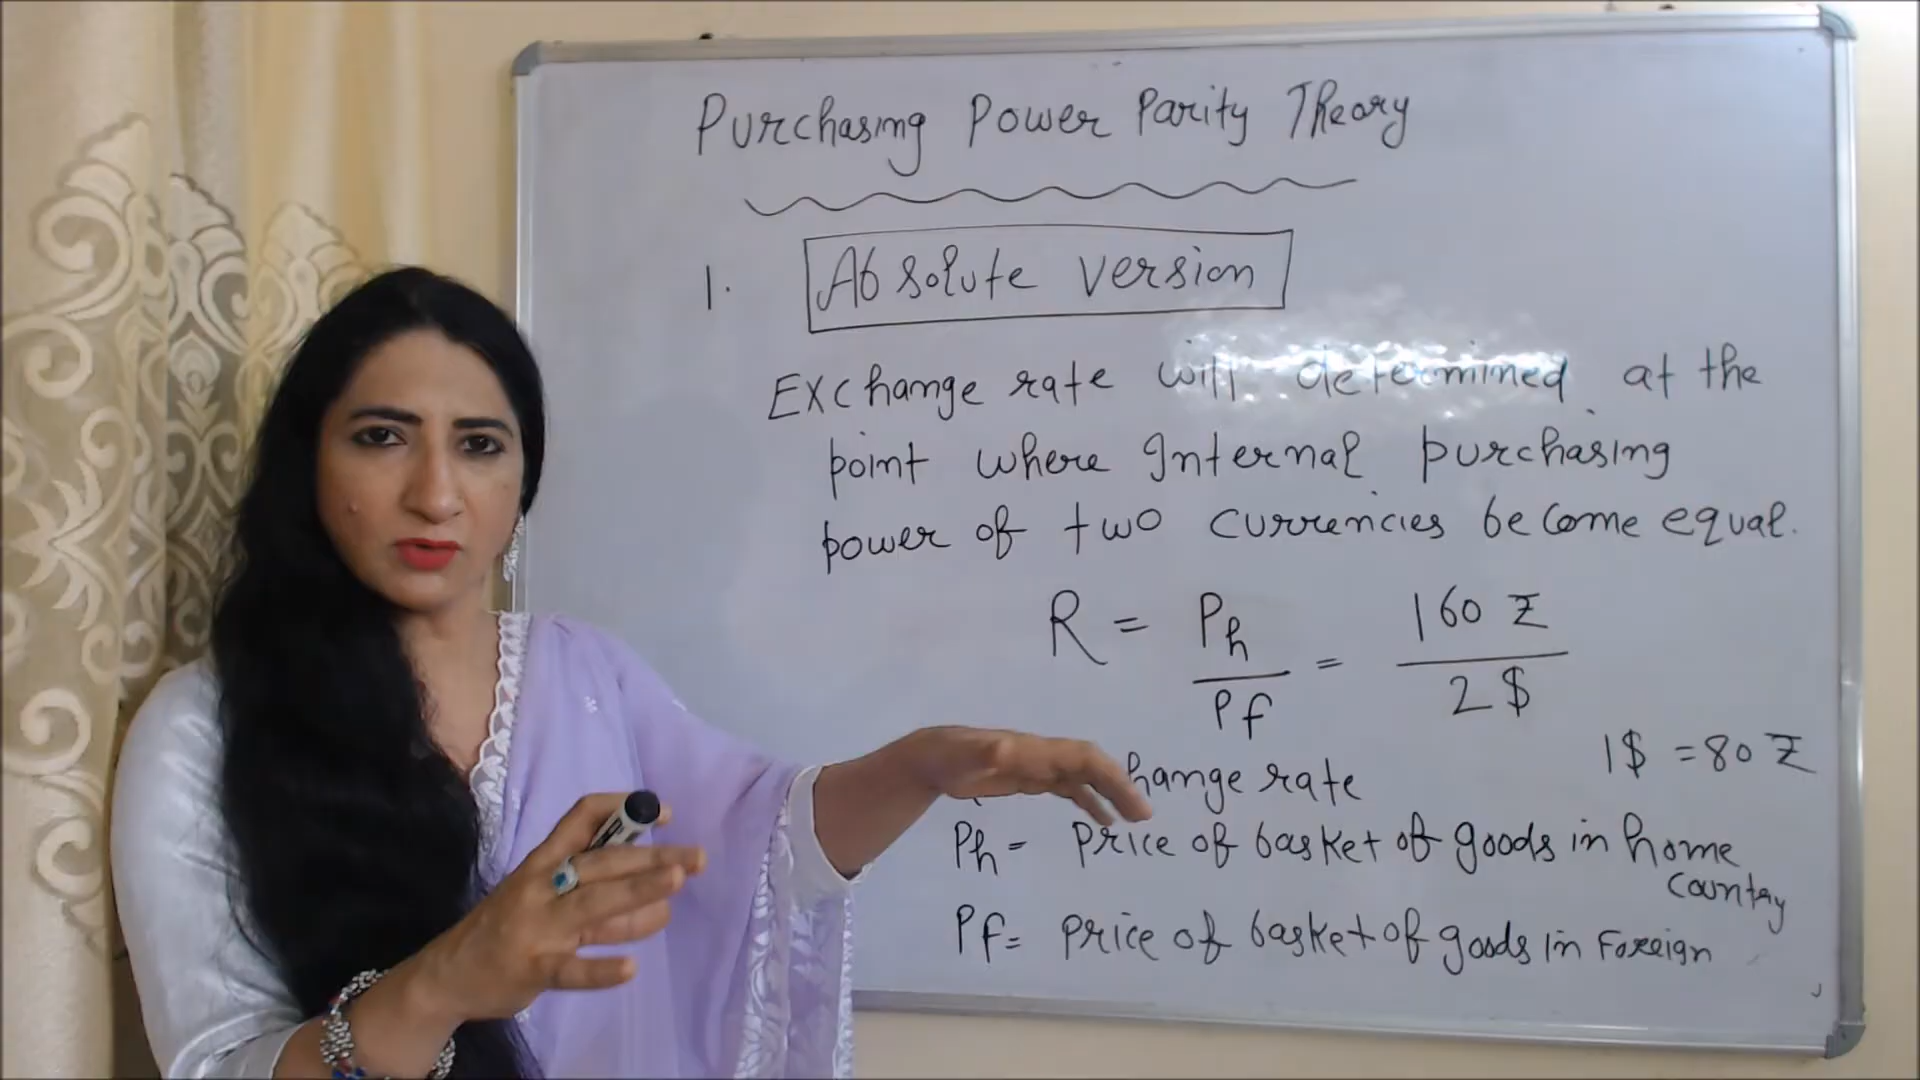 Purchasing Power Parity Theory
1. Absolute version
Exchange rate will determined at the
point where Internal purchasing
power of two currencies become equal.
R = Ph / Pf = 160 ₹ / 2 $
1$ = 80 ₹
hange rate
Ph = Price of basket of goods in home
country
Pf = Price of basket of goods in Foreign